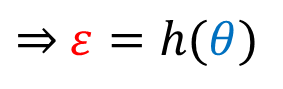 ⇒ ε = h(θ)